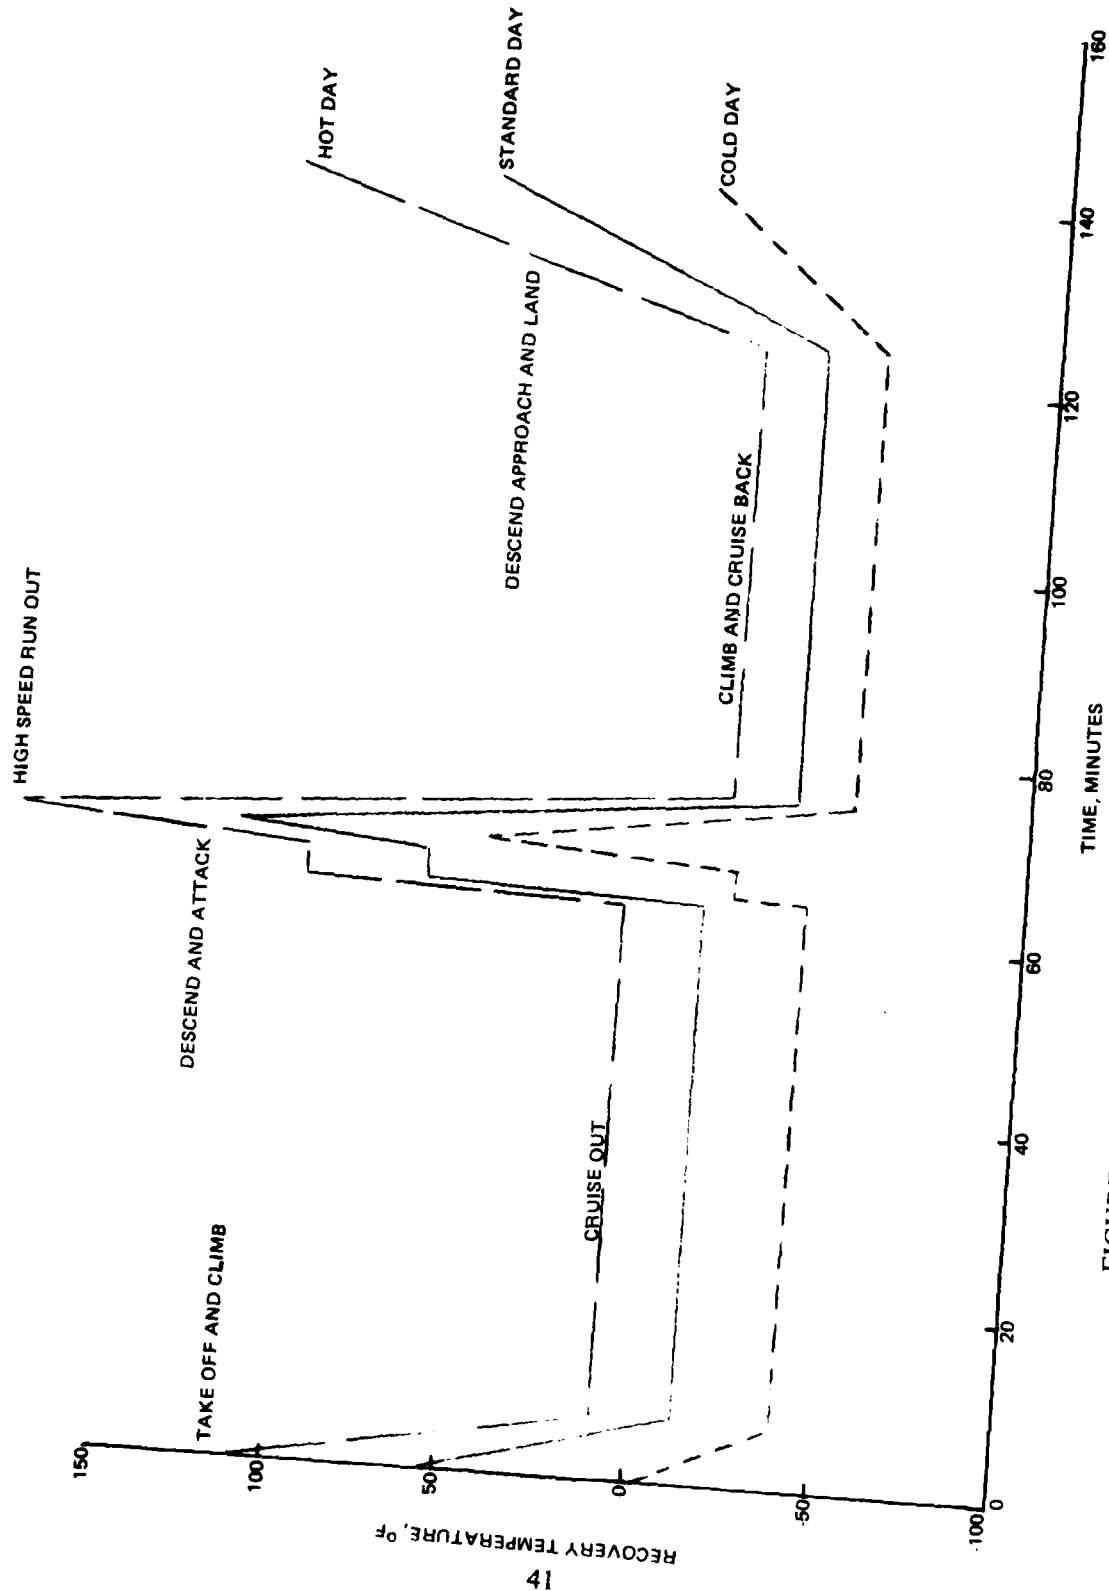 HIGH SPEED RUN OUT
HOT DAY
STANDARD DAY
COLD DAY
DESCEND APPROACH AND LAND
DESCEND AND ATTACK
CLIMB AND CRUISE BACK
TAKE OFF AND CLIMB
CRUISE OUT
150
100
50
0
-50
-100
RECOVERY TEMPERATURE, °F
0
20
40
60
80
100
120
140
160
TIME, MINUTES
FIGURE
41